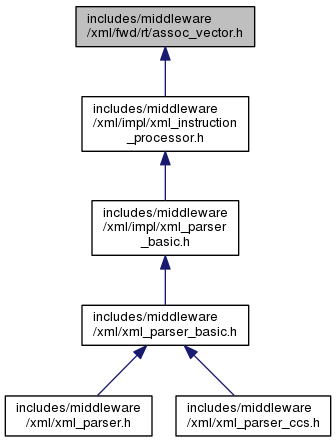 includes/middleware
/xml/fwd/rt/assoc_vector.h
includes/middleware
/xml/impl/xml_instruction
_processor.h
includes/middleware
/xml/impl/xml_parser
_basic.h
includes/middleware
/xml/xml_parser_basic.h
includes/middleware
/xml/xml_parser.h
includes/middleware
/xml/xml_parser_ccs.h